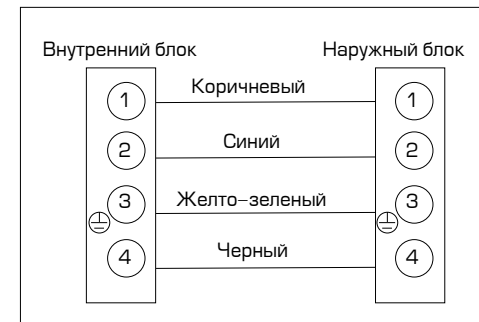 Внутренний блок Наружный блок
1 Коричневый 1
2 Синий 2
3 Желто-зеленый 3
4 Черный 4